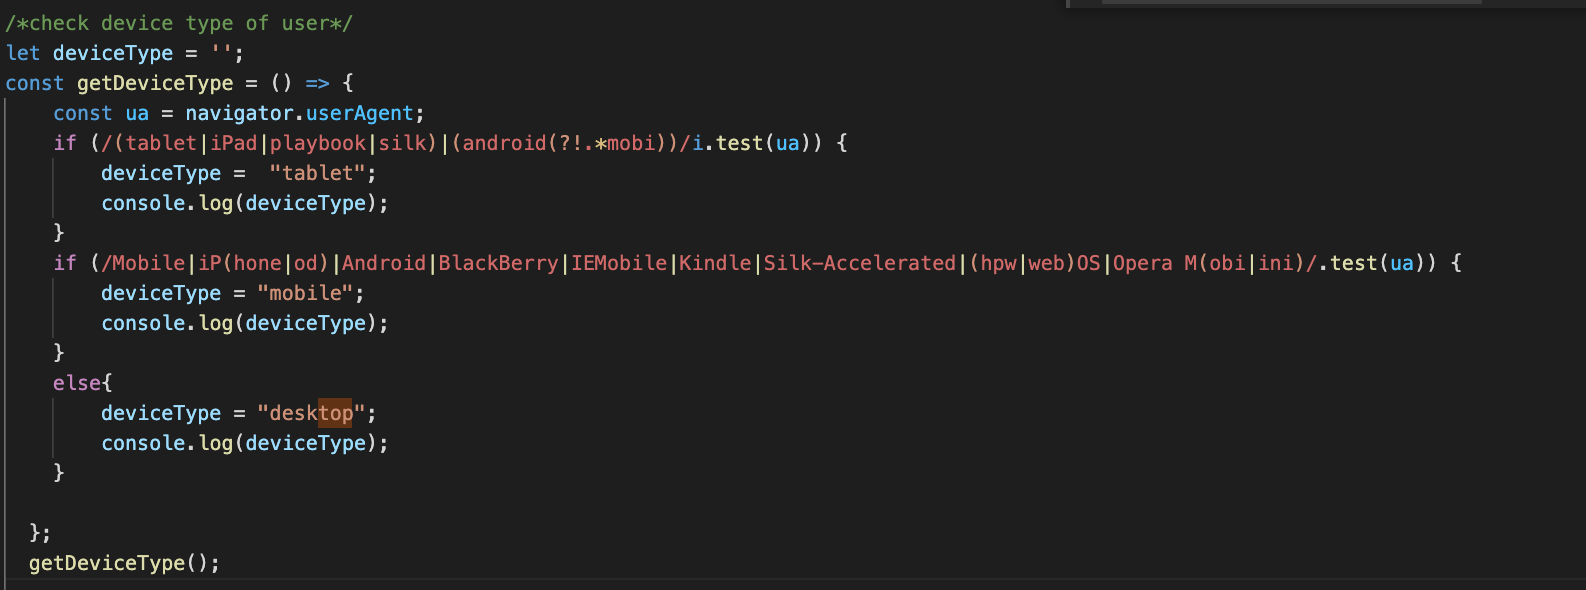 /*check device type of user*/
let deviceType = '';
const getDeviceType = () => {
    const ua = navigator.userAgent;
    if (/(tablet|iPad|playbook|silk)|(android(?!.*mobi))/i.test(ua)) {
        deviceType =  "tablet";
        console.log(deviceType);
    }
    if (/Mobile|iP(hone|od)|Android|BlackBerry|IEMobile|Kindle|Silk-Accelerated|(hpw|web)OS|Opera M(obi|ini)/.test(ua)) {
        deviceType = "mobile";
        console.log(deviceType);
    }
    else{
        deviceType = "desktop";
        console.log(deviceType);
    }
  };
  getDeviceType();